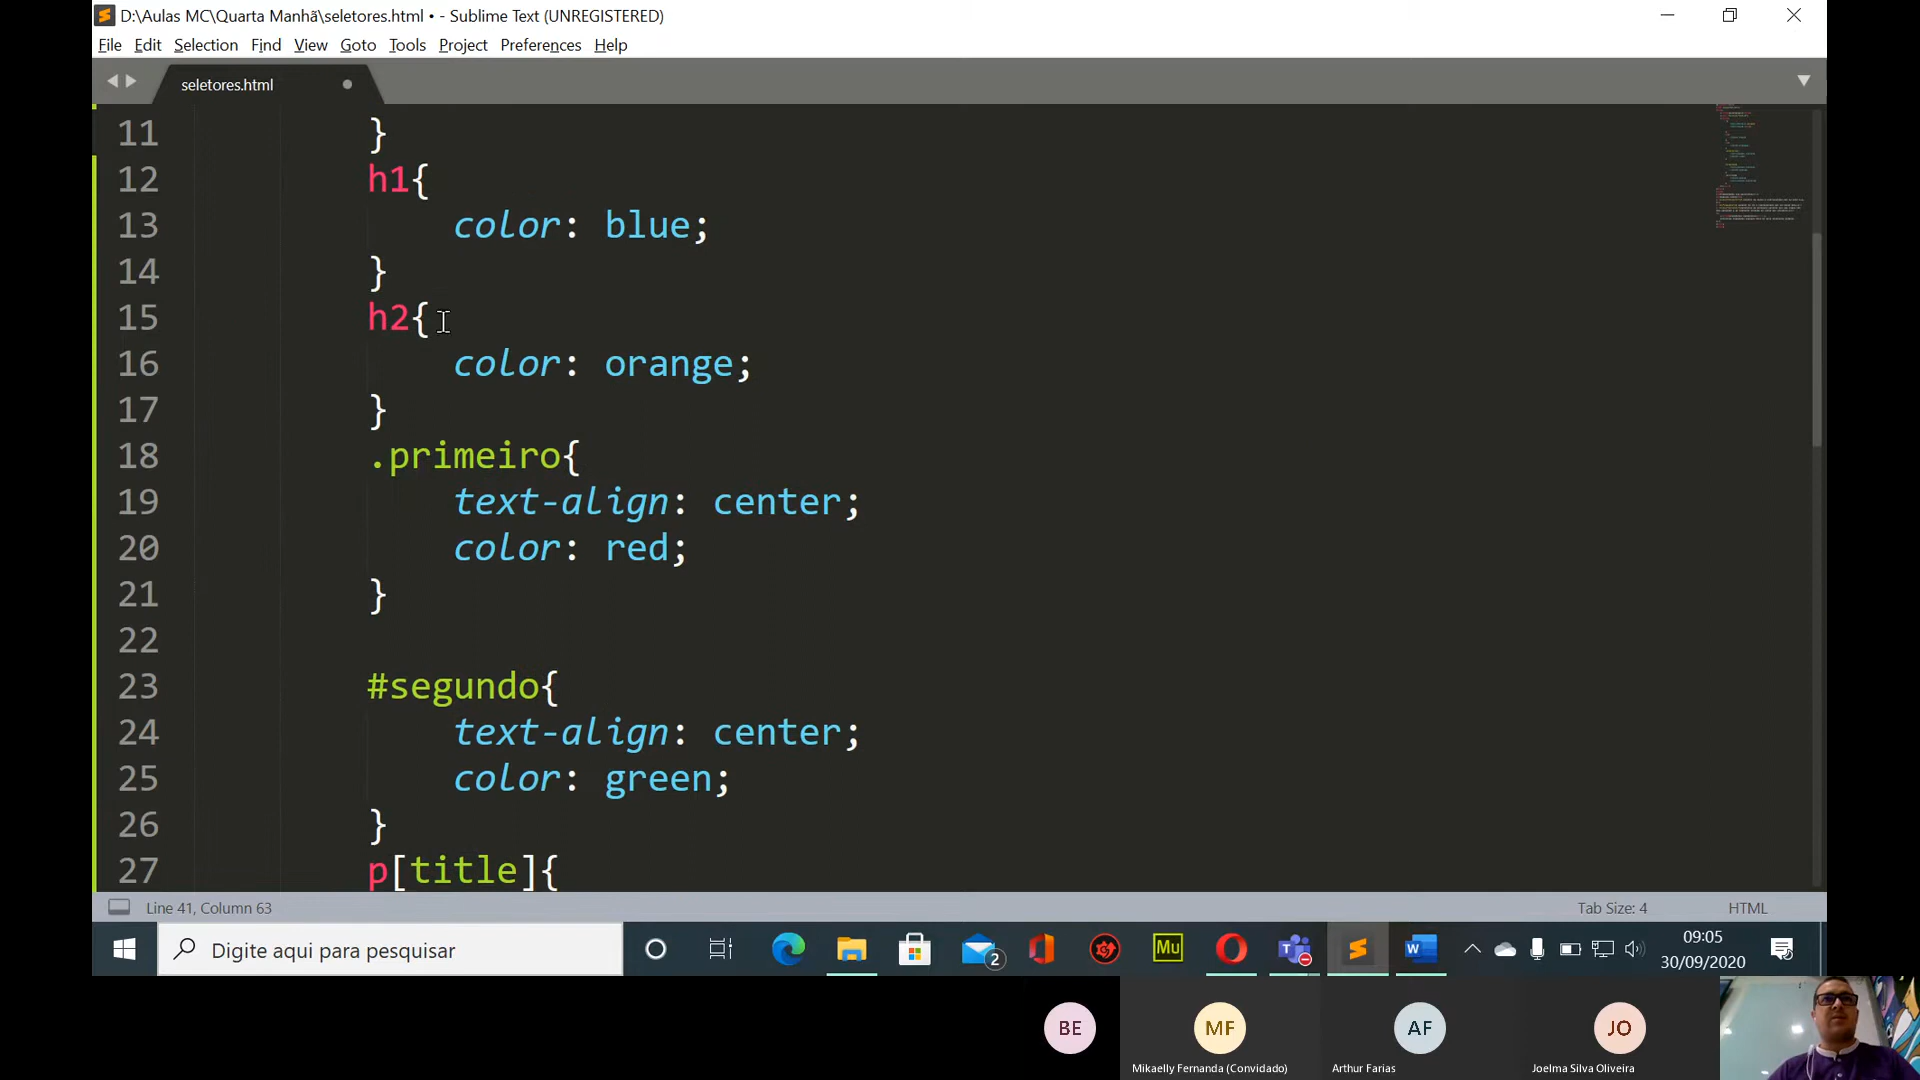 D:\Aulas MC\Quarta Manhã\seletores.html • - Sublime Text (UNREGISTERED)
File Edit Selection Find View Goto Tools Project Preferences Help
seletores.html
11 }
12 h1{
13 color: blue;
14 }
15 h2{
16 color: orange;
17 }
18 .primeiro{
19 text-align: center;
20 color: red;
21 }
22
23 #segundo{
24 text-align: center;
25 color: green;
26 }
27 p[title]{
Line 41, Column 63 Tab Size: 4 HTML
Digite aqui para pesquisar 2 Mu W 09:05
30/09/2020
BE MF AF JO
Mikaelly Fernanda (Convidado) Arthur Farias Joelma Silva Oliveira